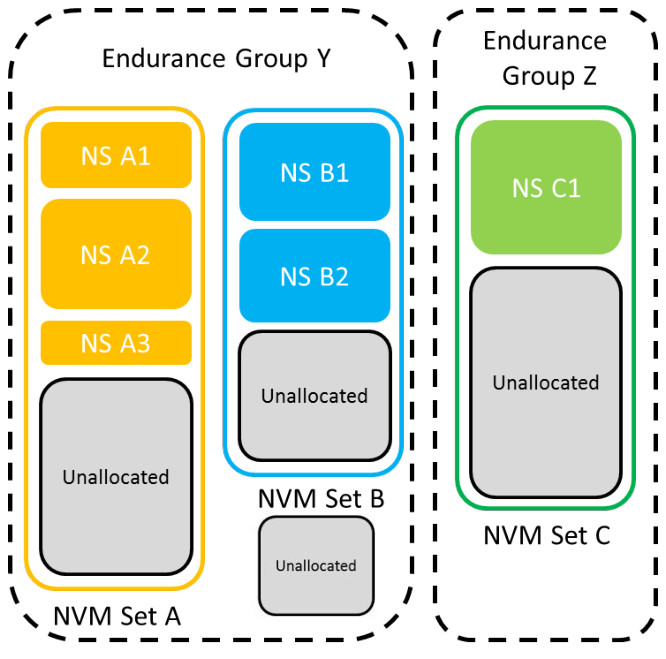 Endurance Group Y
NS A1
NS A2
NS A3
Unallocated
NVM Set A
NS B1
NS B2
Unallocated
NVM Set B
Unallocated
Endurance
Group Z
NS C1
Unallocated
NVM Set C